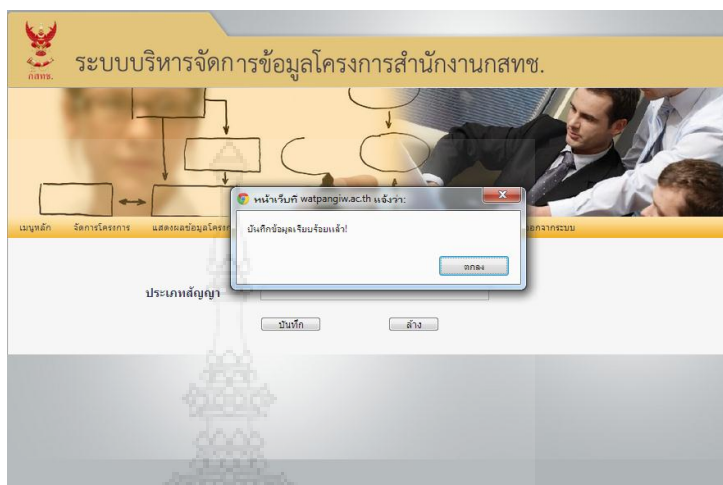 กสทช.
ระบบบริหารจัดการข้อมูลโครงการสำนักงานกสทช.
หน้าเว็บที่ watpangiw.ac.th แจ้งว่า:
บันทึกข้อมูลเรียบร้อยแล้ว!
ตกลง
เมนูหลัก จัดการโครงการ แสดงผลข้อมูลโครงกา อกจากระบบ
ประเภทสัญญา
บันทึก ล้าง